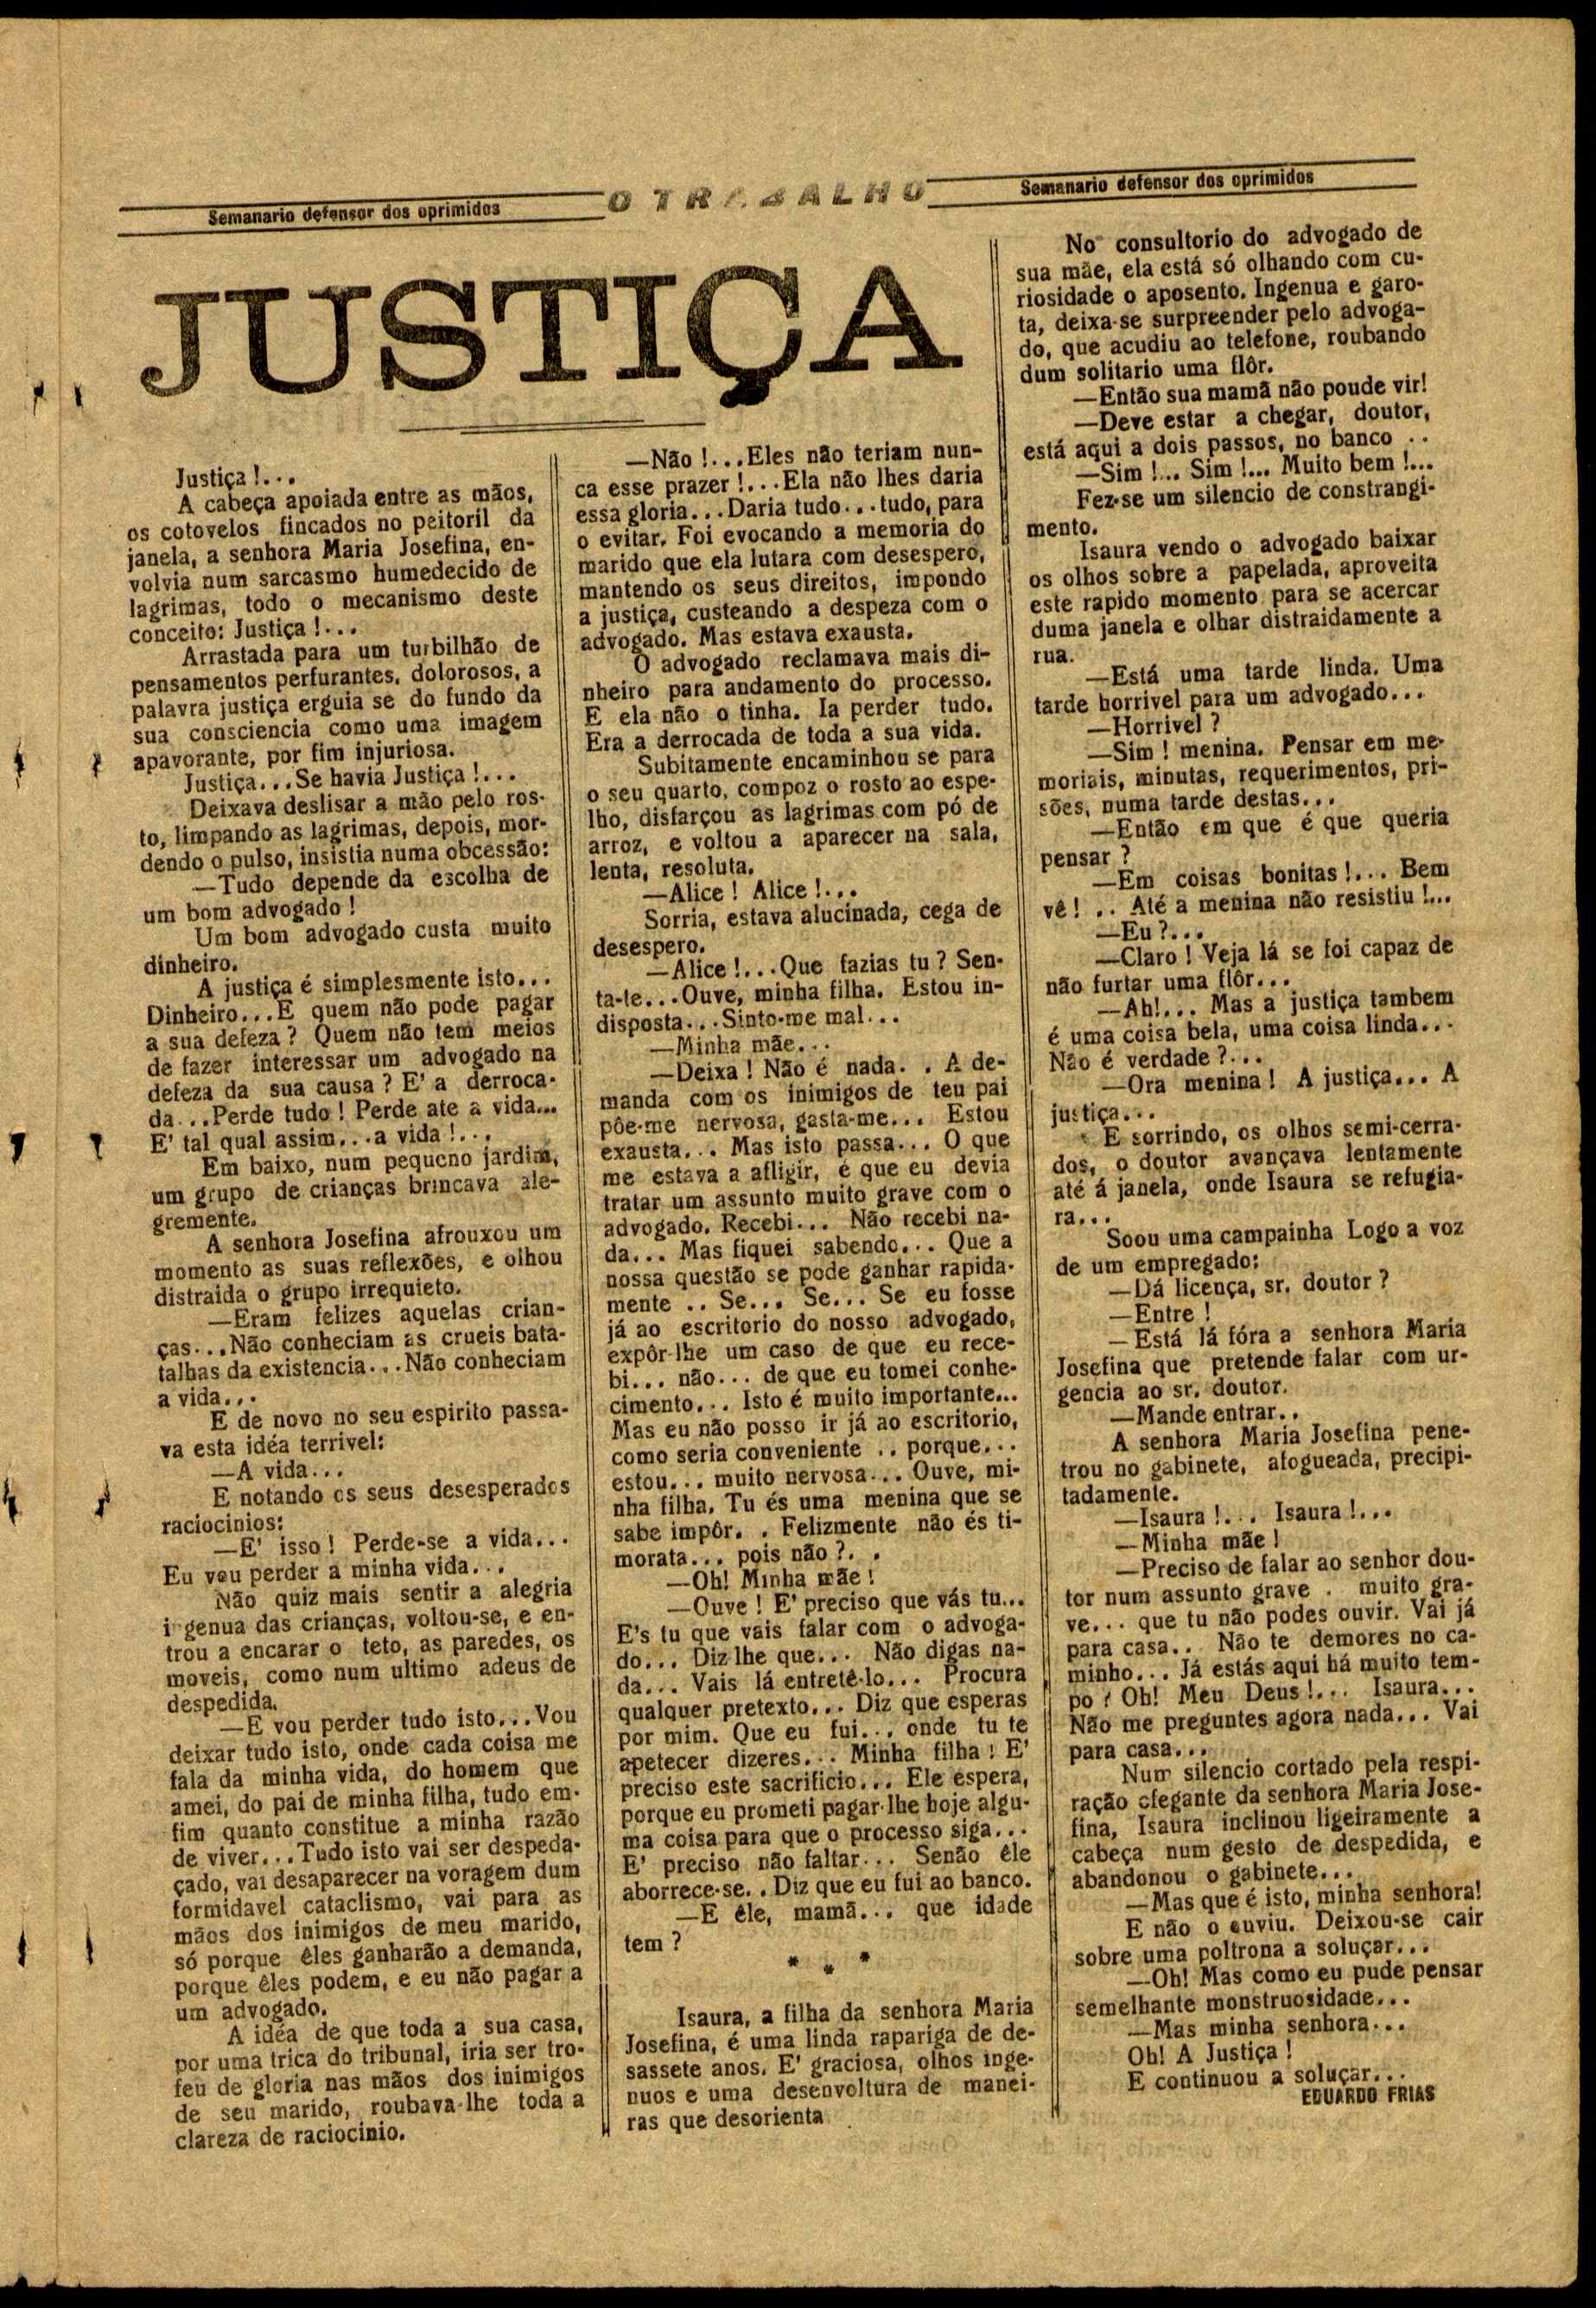 Semanario defensor dos oprimidos
O TRABALHO
Semanario defensor dos oprimidos
JUSTIÇA
Justiça !...
A cabeça apoiada entre as mãos,
os cotovelos fincados no peitoril da
janela, a senhora Maria Josefina, en-
volvia num sarcasmo humedecido de
lagrimas, todo o mecanismo deste
conceito: Justiça !...
Arrastada para um turbilhão de
pensamentos perfurantes, dolorosos, a
palavra justiça erguia se do fundo da
sua consciencia como uma imagem
apavorante, por fim injuriosa.
Justiça...Se havia Justiça !...
Deixava deslisar a mão pelo ros-
to, limpando as lagrimas, depois, mor-
dendo o pulso, insistia numa obcessão:
—Tudo depende da escolha de
um bom advogado !
Um bom advogado custa muito
dinheiro.
A justiça é simplesmente isto...
Dinheiro...E quem não pode pagar
a sua defeza ? Quem não tem meios
de fazer interessar um advogado na
defeza da sua causa ? E' a derroca-
da...Perde tudo ! Perde ate a vida...
E' tal qual assim...a vida !...
Em baixo, num pequeno jardim,
um grupo de crianças brincava ale-
gremente.
A senhora Josefina afrouxou um
momento as suas reflexões, e olhou
distraida o grupo irrequieto.
—Eram felizes aquelas crian-
ças...Não conheciam as crueis bata-
talhas da existencia...Não conheciam
a vida...
E de novo no seu espirito passa-
va esta idéa terrivel:
—A vida...
E notando os seus desesperados
raciocinios:
—E' isso ! Perde-se a vida...
Eu vou perder a minha vida...
Não quiz mais sentir a alegria
i genua das crianças, voltou-se, e en-
trou a encarar o teto, as paredes, os
moveis, como num ultimo adeus de
despedida.
—E vou perder tudo isto...Vou
deixar tudo isto, onde cada coisa me
fala da minha vida, do homem que
amei, do pai de minha filha, tudo em-
fim quanto constitue a minha razão
de viver...Tudo isto vai ser despeda-
çado, vai desaparecer na voragem dum
formidavel cataclismo, vai para as
mãos dos inimigos de meu marido,
só porque êles ganharão a demanda,
porque êles podem, e eu não pagar a
um advogado.
A idéa de que toda a sua casa,
por uma trica do tribunal, iria ser tro-
feu de gloria nas mãos dos inimigos
de seu marido, roubava-lhe toda a
clareza de raciocinio.
—Não !...Eles não teriam nun-
ca esse prazer !...Ela não lhes daria
essa gloria...Daria tudo...tudo, para
o evitar. Foi evocando a memoria do
marido que ela lutara com desespero,
mantendo os seus direitos, impondo
a justiça, custeando a despeza com o
advogado. Mas estava exausta.
O advogado reclamava mais di-
nheiro para andamento do processo.
E ela não o tinha. Ia perder tudo.
Era a derrocada de toda a sua vida.
Subitamente encaminhou se para
o seu quarto, compoz o rosto ao espe-
lho, disfarçou as lagrimas com pó de
arroz, e voltou a aparecer na sala,
lenta, resoluta.
—Alice ! Alice !...
Sorria, estava alucinada, cega de
desespero.
—Alice !...Que fazias tu ? Sen-
ta-te...Ouve, minha filha. Estou in-
disposta...Sinto-me mal...
—Minha mãe...
—Deixa ! Não é nada. . A de-
manda com os inimigos de teu pai
põe-me nervosa, gasta-me... Estou
exausta... Mas isto passa... O que
me estava a afligir, é que eu devia
tratar um assunto muito grave com o
advogado. Recebi... Não recebi na-
da... Mas fiquei sabendo... Que a
nossa questão se pode ganhar rapida-
mente .. Se... Se... Se eu fosse
já ao escritorio do nosso advogado,
expôr-lhe um caso de que eu rece-
bi... não... de que eu tomei conhe-
cimento... Isto é muito importante...
Mas eu não posso ir já ao escritorio,
como seria conveniente .. porque...
estou... muito nervosa... Ouve, mi-
nha filha. Tu és uma menina que se
sabe impôr. . Felizmente não és ti-
morata... pois não ?. .
—Oh! Minha mãe !
—Ouve ! E' preciso que vás tu...
E's tu que vais falar com o advoga-
do... Diz lhe que... Não digas na-
da... Vais lá entretê-lo... Procura
qualquer pretexto... Diz que esperas
por mim. Que eu fui... onde tu te
apetecer dizeres... Minha filha ! E'
preciso este sacrificio... Ele espera,
porque eu prometi pagar-lhe hoje algu-
ma coisa para que o processo siga...
E' preciso não faltar... Senão êle
aborrece-se. . Diz que eu fui ao banco.
—E êle, mamã... que idade
tem ?
* * *
Isaura, a filha da senhora Maria
Josefina, é uma linda rapariga de de-
sassete anos. E' graciosa, olhos inge-
nuos e uma desenvoltura de manei-
ras que desorienta
No consultorio do advogado de
sua mãe, ela está só olhando com cu-
riosidade o aposento. Ingenua e garo-
ta, deixa-se surpreender pelo advoga-
do, que acudiu ao telefone, roubando
dum solitario uma flôr.
—Então sua mamã não poude vir!
—Deve estar a chegar, doutor,
está aqui a dois passos, no banco ..
—Sim !... Sim !... Muito bem !...
Fez-se um silencio de constrangi-
mento.
Isaura vendo o advogado baixar
os olhos sobre a papelada, aproveita
este rapido momento para se acercar
duma janela e olhar distraidamente a
rua.
—Está uma tarde linda. Uma
tarde horrivel para um advogado...
—Horrivel ?
—Sim ! menina. Pensar em me-
moriais, minutas, requerimentos, pri-
sões, numa tarde destas...
—Então em que é que queria
pensar ?
—Em coisas bonitas !... Bem
vê ! .. Até a menina não resistiu !...
—Eu ?...
—Claro ! Veja lá se foi capaz de
não furtar uma flôr...
—Ah!... Mas a justiça tambem
é uma coisa bela, uma coisa linda...
Não é verdade ?...
—Ora menina ! A justiça... A
justiça...
E sorrindo, os olhos semi-cerra-
dos, o doutor avançava lentamente
até á janela, onde Isaura se refugia-
ra...
Soou uma campainha Logo a voz
de um empregado:
—Dá licença, sr. doutor ?
—Entre !
—Está lá fóra a senhora Maria
Josefina que pretende falar com ur-
gencia ao sr. doutor.
—Mande entrar..
A senhora Maria Josefina pene-
trou no gabinete, afogueada, precipi-
tadamente.
—Isaura !... Isaura !...
—Minha mãe !
—Preciso de falar ao senhor dou-
tor num assunto grave . muito gra-
ve... que tu não podes ouvir. Vai já
para casa.. Não te demores no ca-
minho... Já estás aqui há muito tem-
po ? Oh! Meu Deus !... Isaura...
Não me preguntes agora nada... Vai
para casa...
Num silencio cortado pela respi-
ração ofegante da senhora Maria Jose-
fina, Isaura inclinou ligeiramente a
cabeça num gesto de despedida, e
abandonou o gabinete...
—Mas que é isto, minha senhora!
E não o ouviu. Deixou-se cair
sobre uma poltrona a soluçar...
—Oh! Mas como eu pude pensar
semelhante monstruosidade...
—Mas minha senhora...
Oh! A Justiça !
E continuou a soluçar...
EDUARDO FRIAS